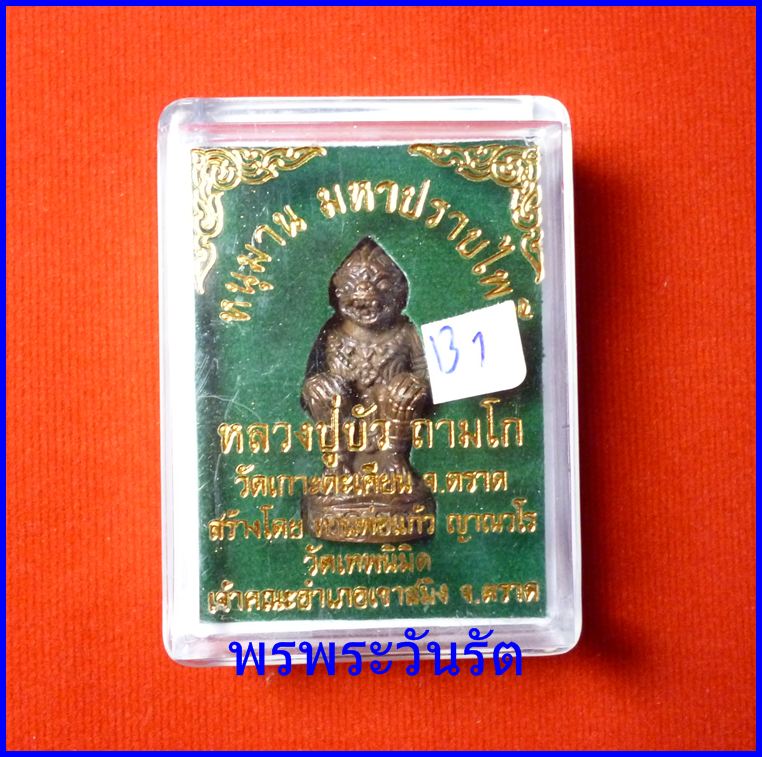 หนุมาน มหาปราบไพรี
B1
หลวงปู่บัว ถามโก
วัดเกาะตะเคียน จ.ตราด
สร้างโดย หลวงพ่อแก้ว ญาณวโร
วัดเทพนิมิต
เจ้าคณะอำเภอเขาสมิง จ.ตราด
พรพระวันรัต